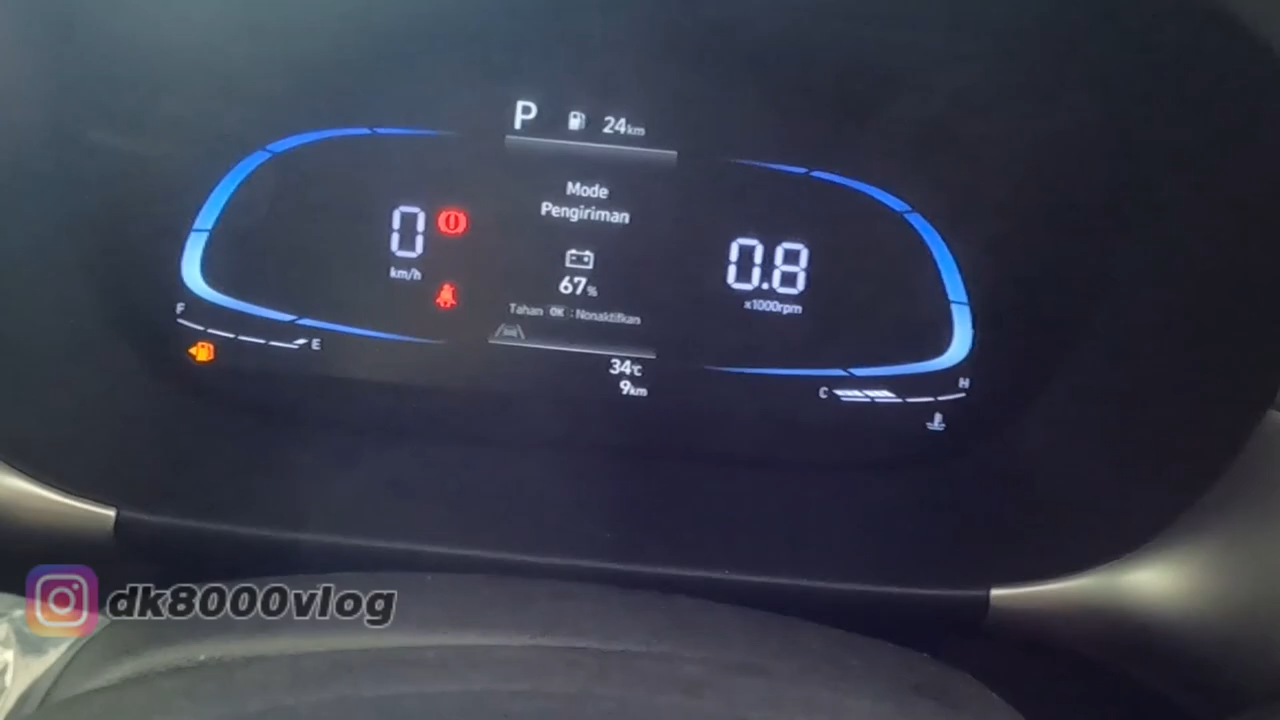 P 24km
Mode
Pengiriman
0
km/h
67%
Tahan OK : Nonaktifkan
0.8
x1000rpm
F
E
34℃
9km
C
H
dk8000vlog